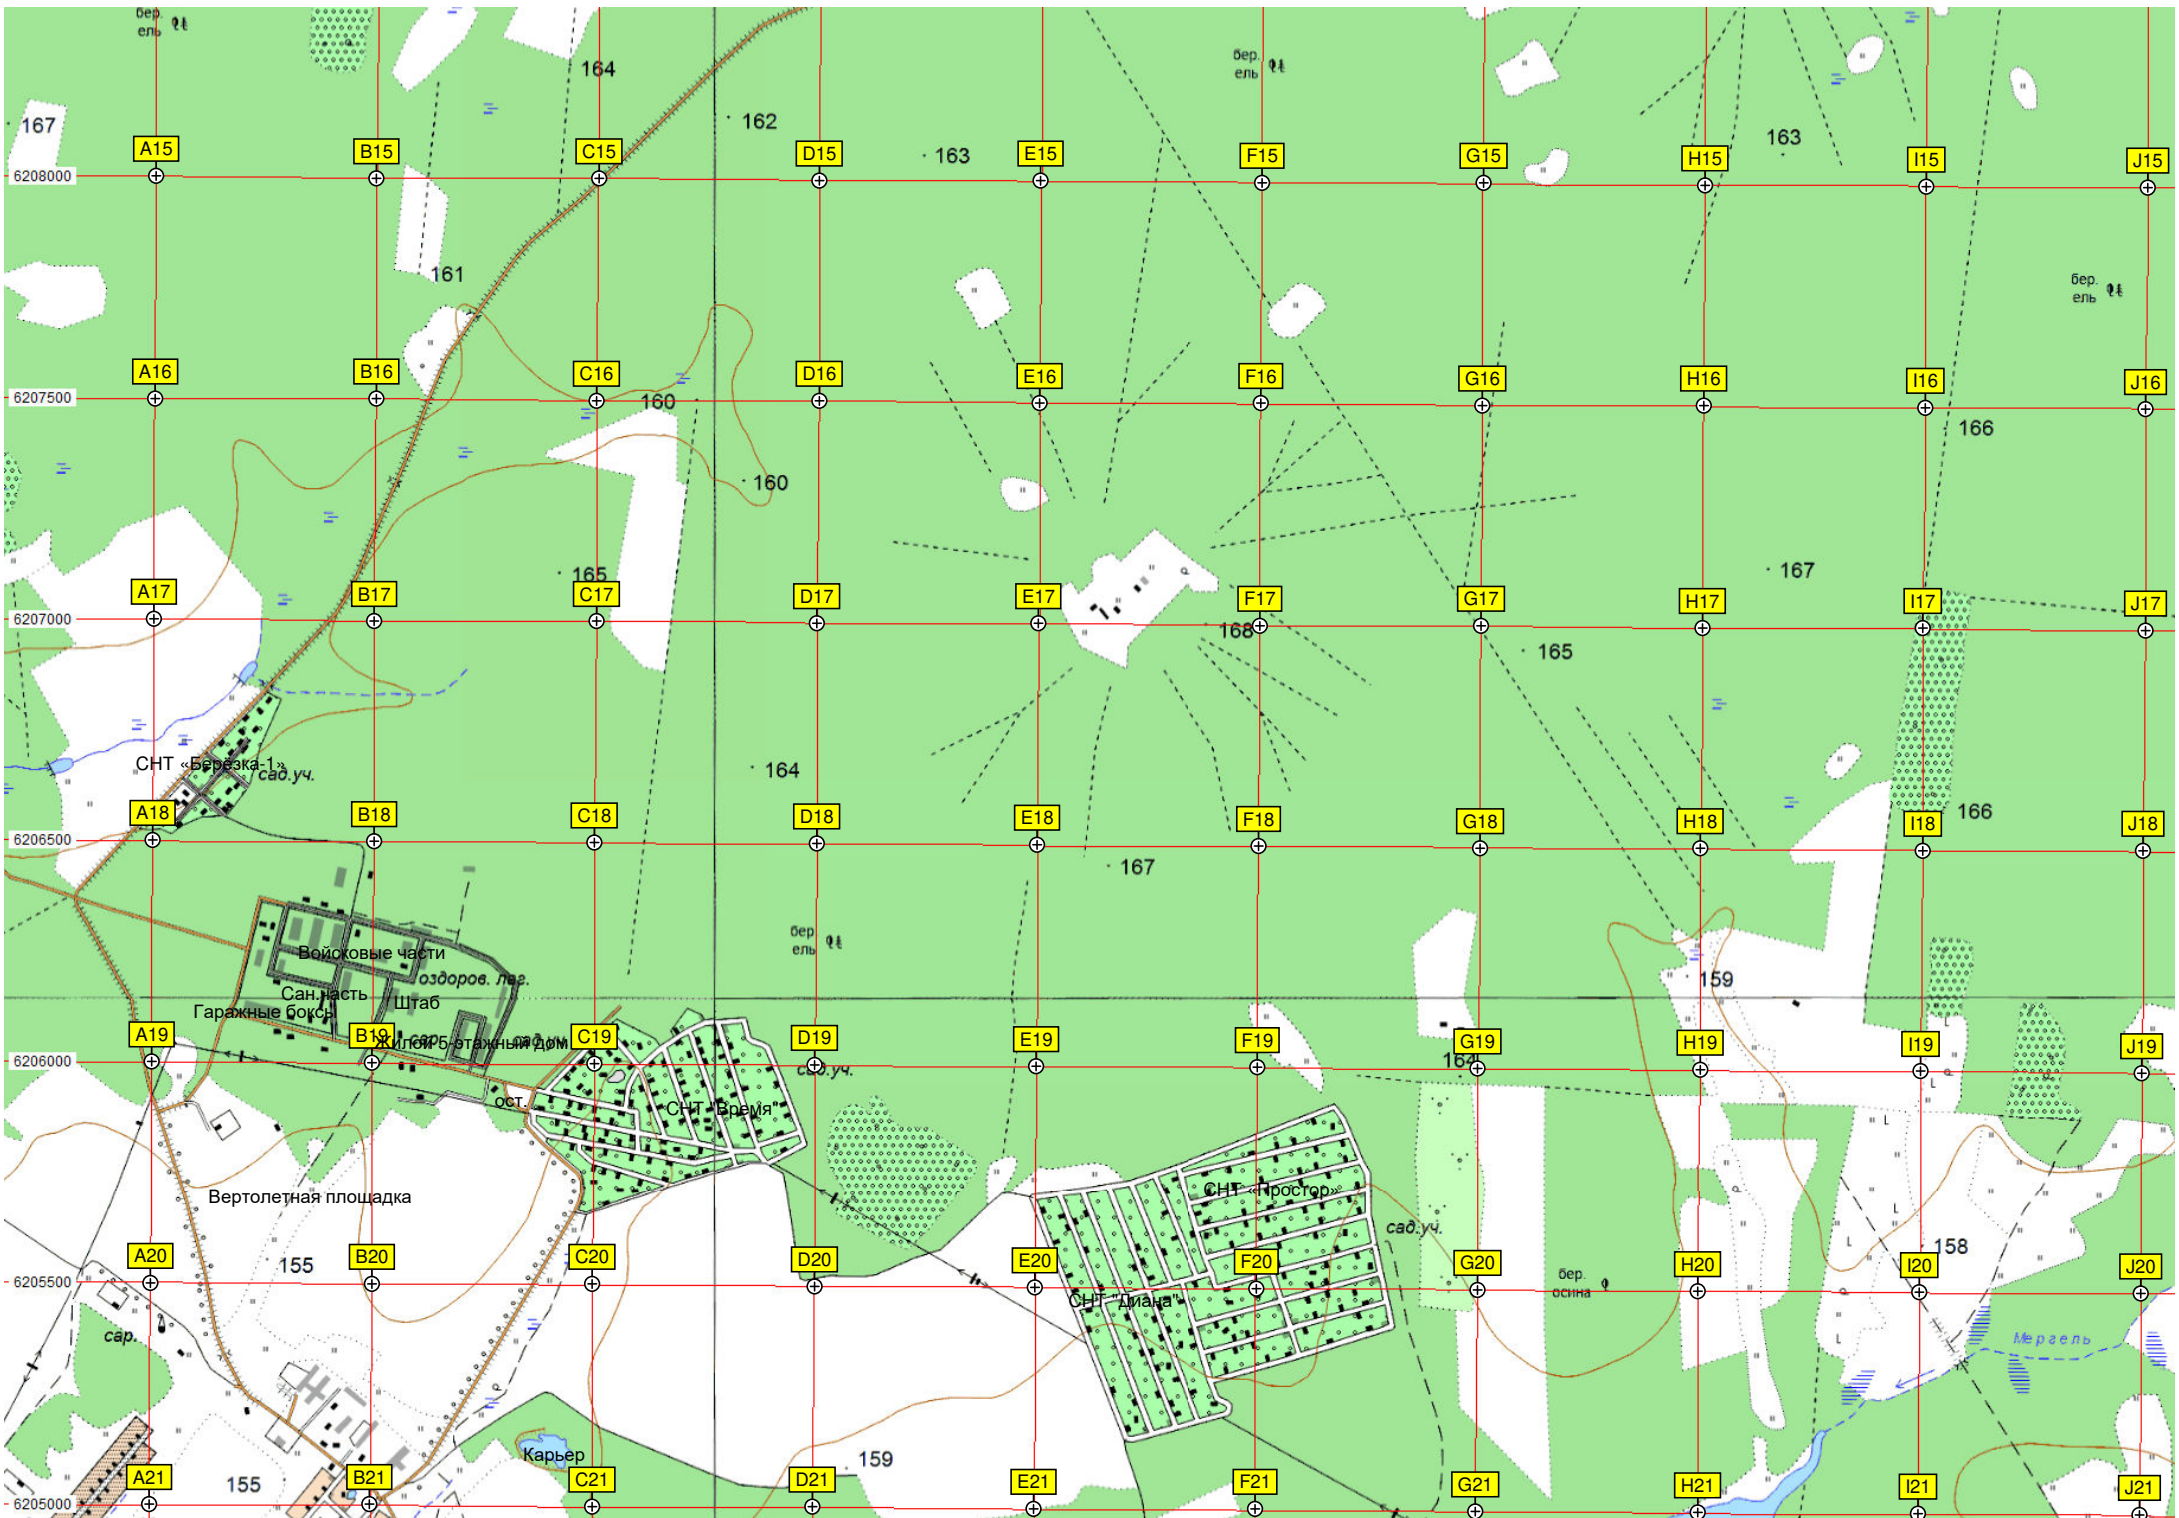 бер.
ель
164
бер.
ель
167
162
163
163
A15
B15
C15
D15
E15
F15
G15
H15
I15
J15
6208000
161
бер.
ель
A16
B16
C16
D16
E16
F16
G16
H16
I16
J16
6207500
160
166
160
165
167
A17
B17
C17
D17
E17
F17
G17
H17
I17
J17
6207000
168
165
СНТ «Берёзка-1»
сад.уч.
164
166
A18
B18
C18
D18
E18
F18
G18
H18
I18
J18
6206500
167
бер.
ель
Войсковые части
оздоров. лаг.
159
Сан.часть
Штаб
Гаражные боксы
A19
B19
C19
D19
E19
F19
G19
H19
I19
J19
сар.
сад.уч.
Жилой 5-этажный дом
6206000
164
сад.уч.
ост.
СНТ "Время"
Вертолетная площадка
СНТ «Простор»
сад.уч.
155
158
A20
B20
C20
D20
E20
F20
G20
H20
I20
J20
6205500
бер.
осина
СНТ "Диана"
сар.
Мергель
Карьер
159
155
A21
B21
C21
D21
E21
F21
G21
H21
I21
J21
6205000